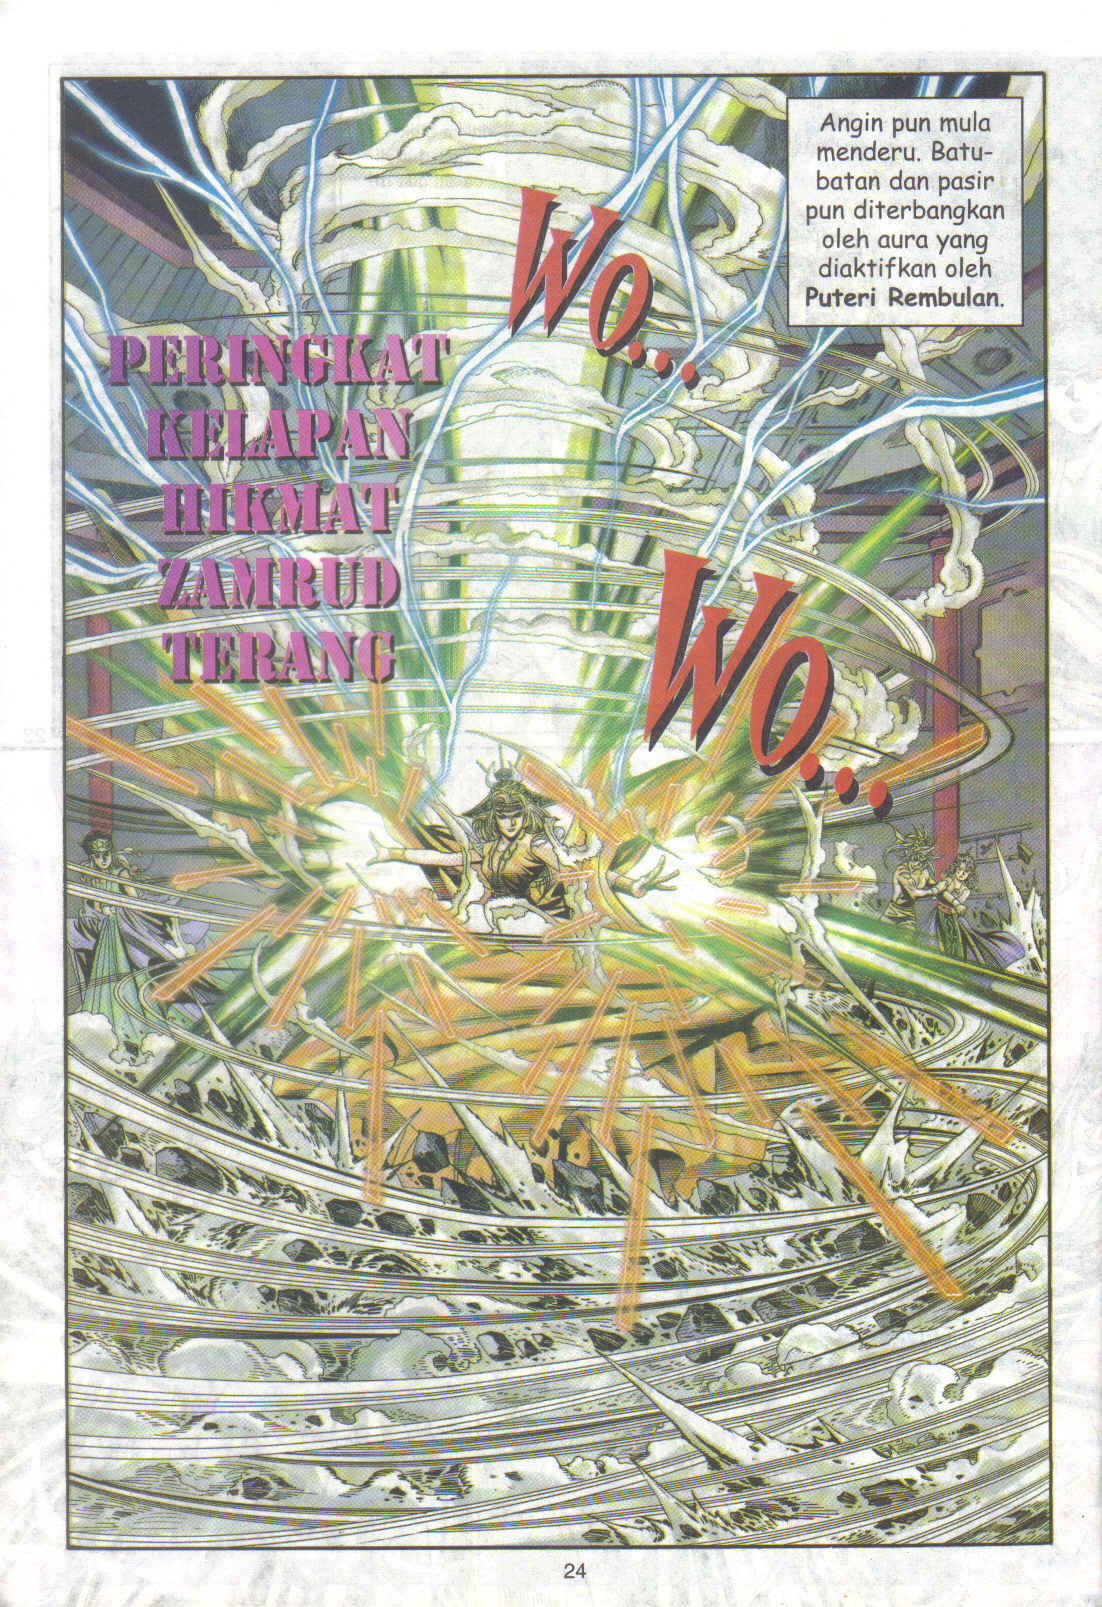 Angin pun mula
menderu. Batu-
batan dan pasir
pun diterbangkan
oleh aura yang
diaktifkan oleh
Puteri Rembulan.
WO...
PERINGKAT
KELAPAN
HIKMAT
ZAMRUD
TERANG
WO...
24